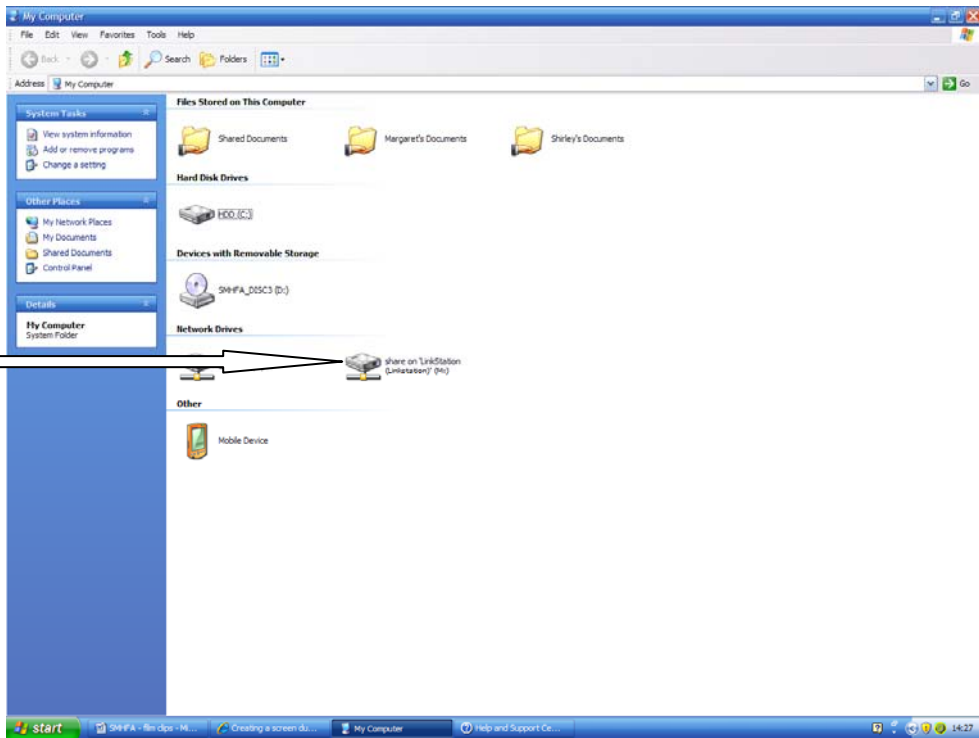 My Computer
File Edit View Favorites Tools Help
Back Search Folders
Address My Computer Go
System Tasks
View system information
Add or remove programs
Change a setting
Other Places
My Network Places
My Documents
Shared Documents
Control Panel
Details
My Computer
System Folder
Files Stored on This Computer
Shared Documents Margaret's Documents Shirley's Documents
Hard Disk Drives
HDD (C:)
Devices with Removable Storage
SMHFA_DISC3 (D:)
Network Drives
share on 'LinkStation
(Linkstation)' (M:)
Other
Mobile Device
start SMHFA - film clips - M... Creating a screen du... My Computer Help and Support Ce... 14:27